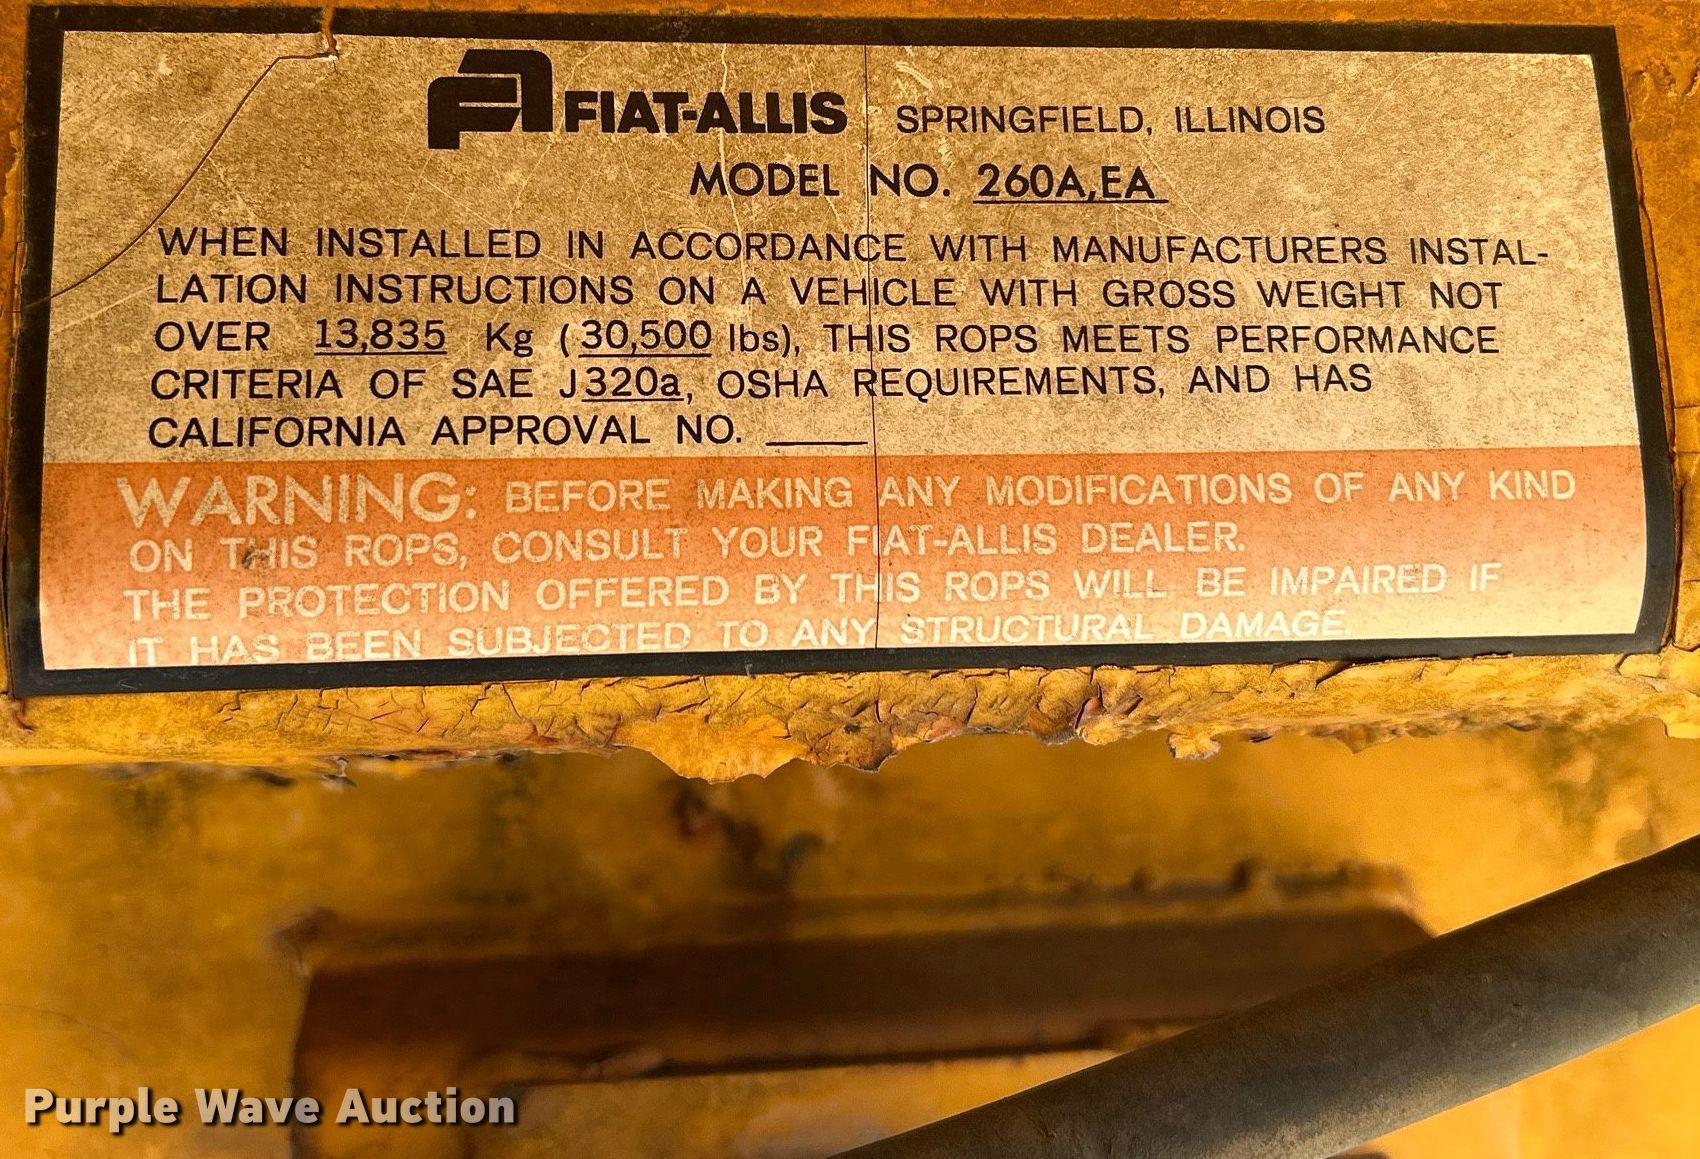 FIAT-ALLIS SPRINGFIELD, ILLINOIS
MODEL NO. 260A,EA
WHEN INSTALLED IN ACCORDANCE WITH MANUFACTURERS INSTAL-
LATION INSTRUCTIONS ON A VEHICLE WITH GROSS WEIGHT NOT
OVER 13,835 Kg (30,500 lbs), THIS ROPS MEETS PERFORMANCE
CRITERIA OF SAE J320a, OSHA REQUIREMENTS, AND HAS
CALIFORNIA APPROVAL NO. ____
WARNING: BEFORE MAKING ANY MODIFICATIONS OF ANY KIND
ON THIS ROPS, CONSULT YOUR FIAT-ALLIS DEALER.
THE PROTECTION OFFERED BY THIS ROPS WILL BE IMPAIRED IF
IT HAS BEEN SUBJECTED TO ANY STRUCTURAL DAMAGE
Purple Wave Auction